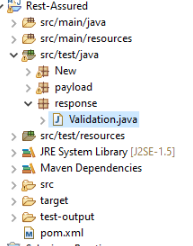 Rest-Assured
src/main/java
src/main/resources
src/test/java
New
payload
response
Validation.java
src/test/resources
JRE System Library [J2SE-1.5]
Maven Dependencies
src
target
test-output
pom.xml